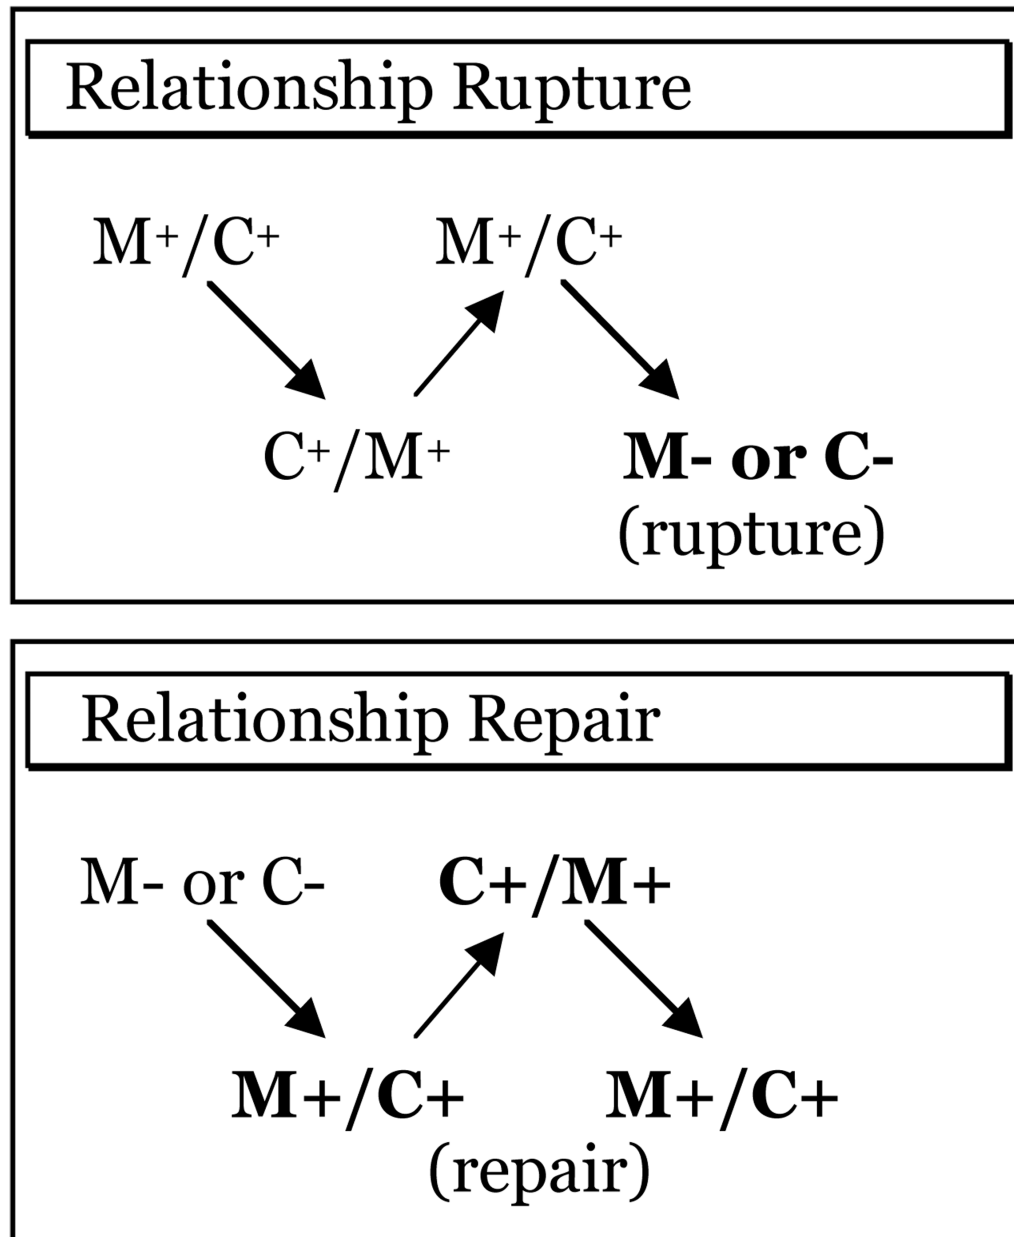 Relationship Rupture
M⁺/C⁺ M⁺/C⁺
C⁺/M⁺ M- or C-
(rupture)
Relationship Repair
M- or C- C+/M+
M+/C+ M+/C+
(repair)